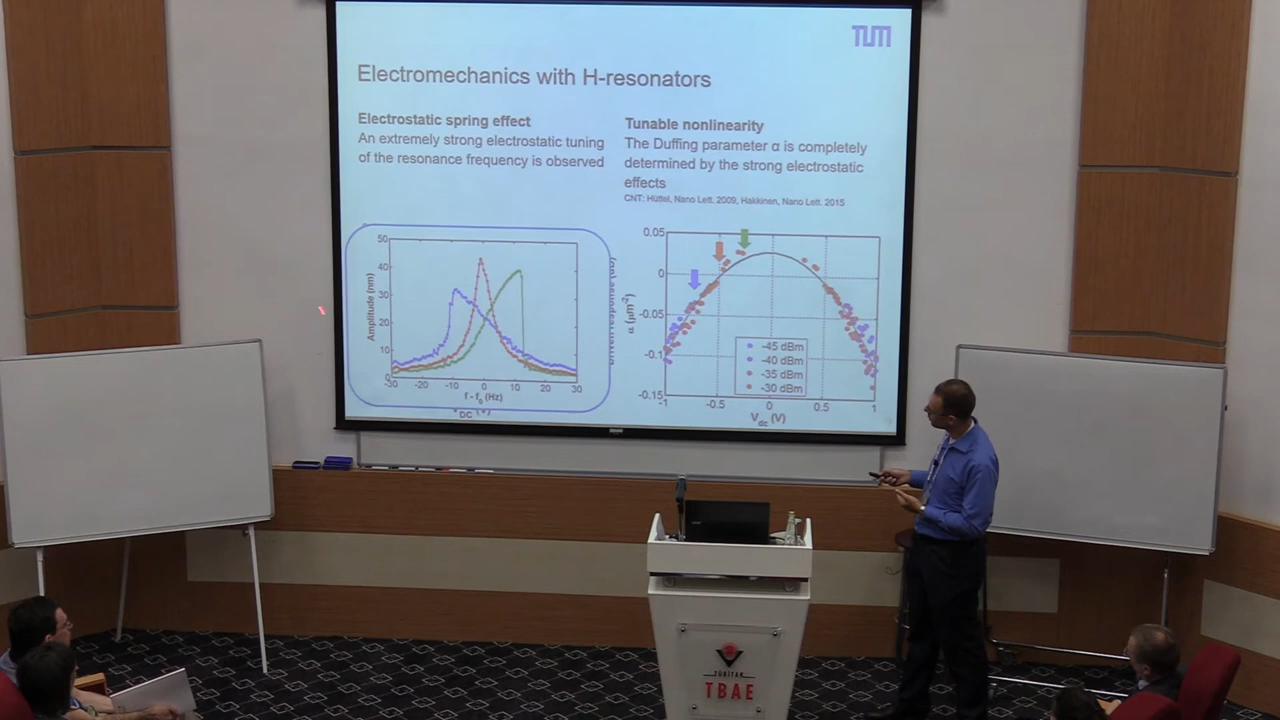 TUM
Electromechanics with H-resonators
Electrostatic spring effect
An extremely strong electrostatic tuning
of the resonance frequency is observed
Tunable nonlinearity
The Duffing parameter α is completely
determined by the strong electrostatic
effects
CNT: Hüttel, Nano Lett. 2009, Hakkinen, Nano Lett. 2015
50
40
30
20
10
0
Amplitude (nm)
-30 -20 -10 0 10 20 30
f - f0 (Hz)
DC
0.05
0
-0.05
-0.1
-0.15
α (μm-2)
-45 dBm
-40 dBm
-35 dBm
-30 dBm
-1 -0.5 0 0.5 1
Vdc (V)
TÜBİTAK
TBAE